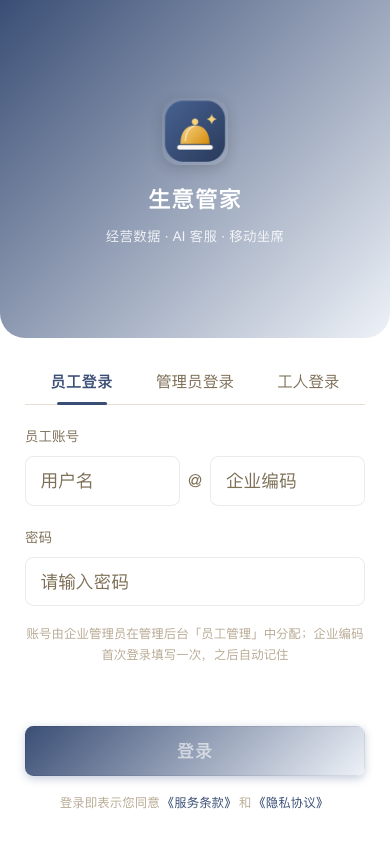 生意管家
经营数据 · AI 客服 · 移动坐席
员工登录 管理员登录 工人登录
员工账号
用户名 @ 企业编码
密码
请输入密码
账号由企业管理员在管理后台「员工管理」中分配；企业编码
首次登录填写一次，之后自动记住
登录
登录即表示您同意《服务条款》和《隐私协议》